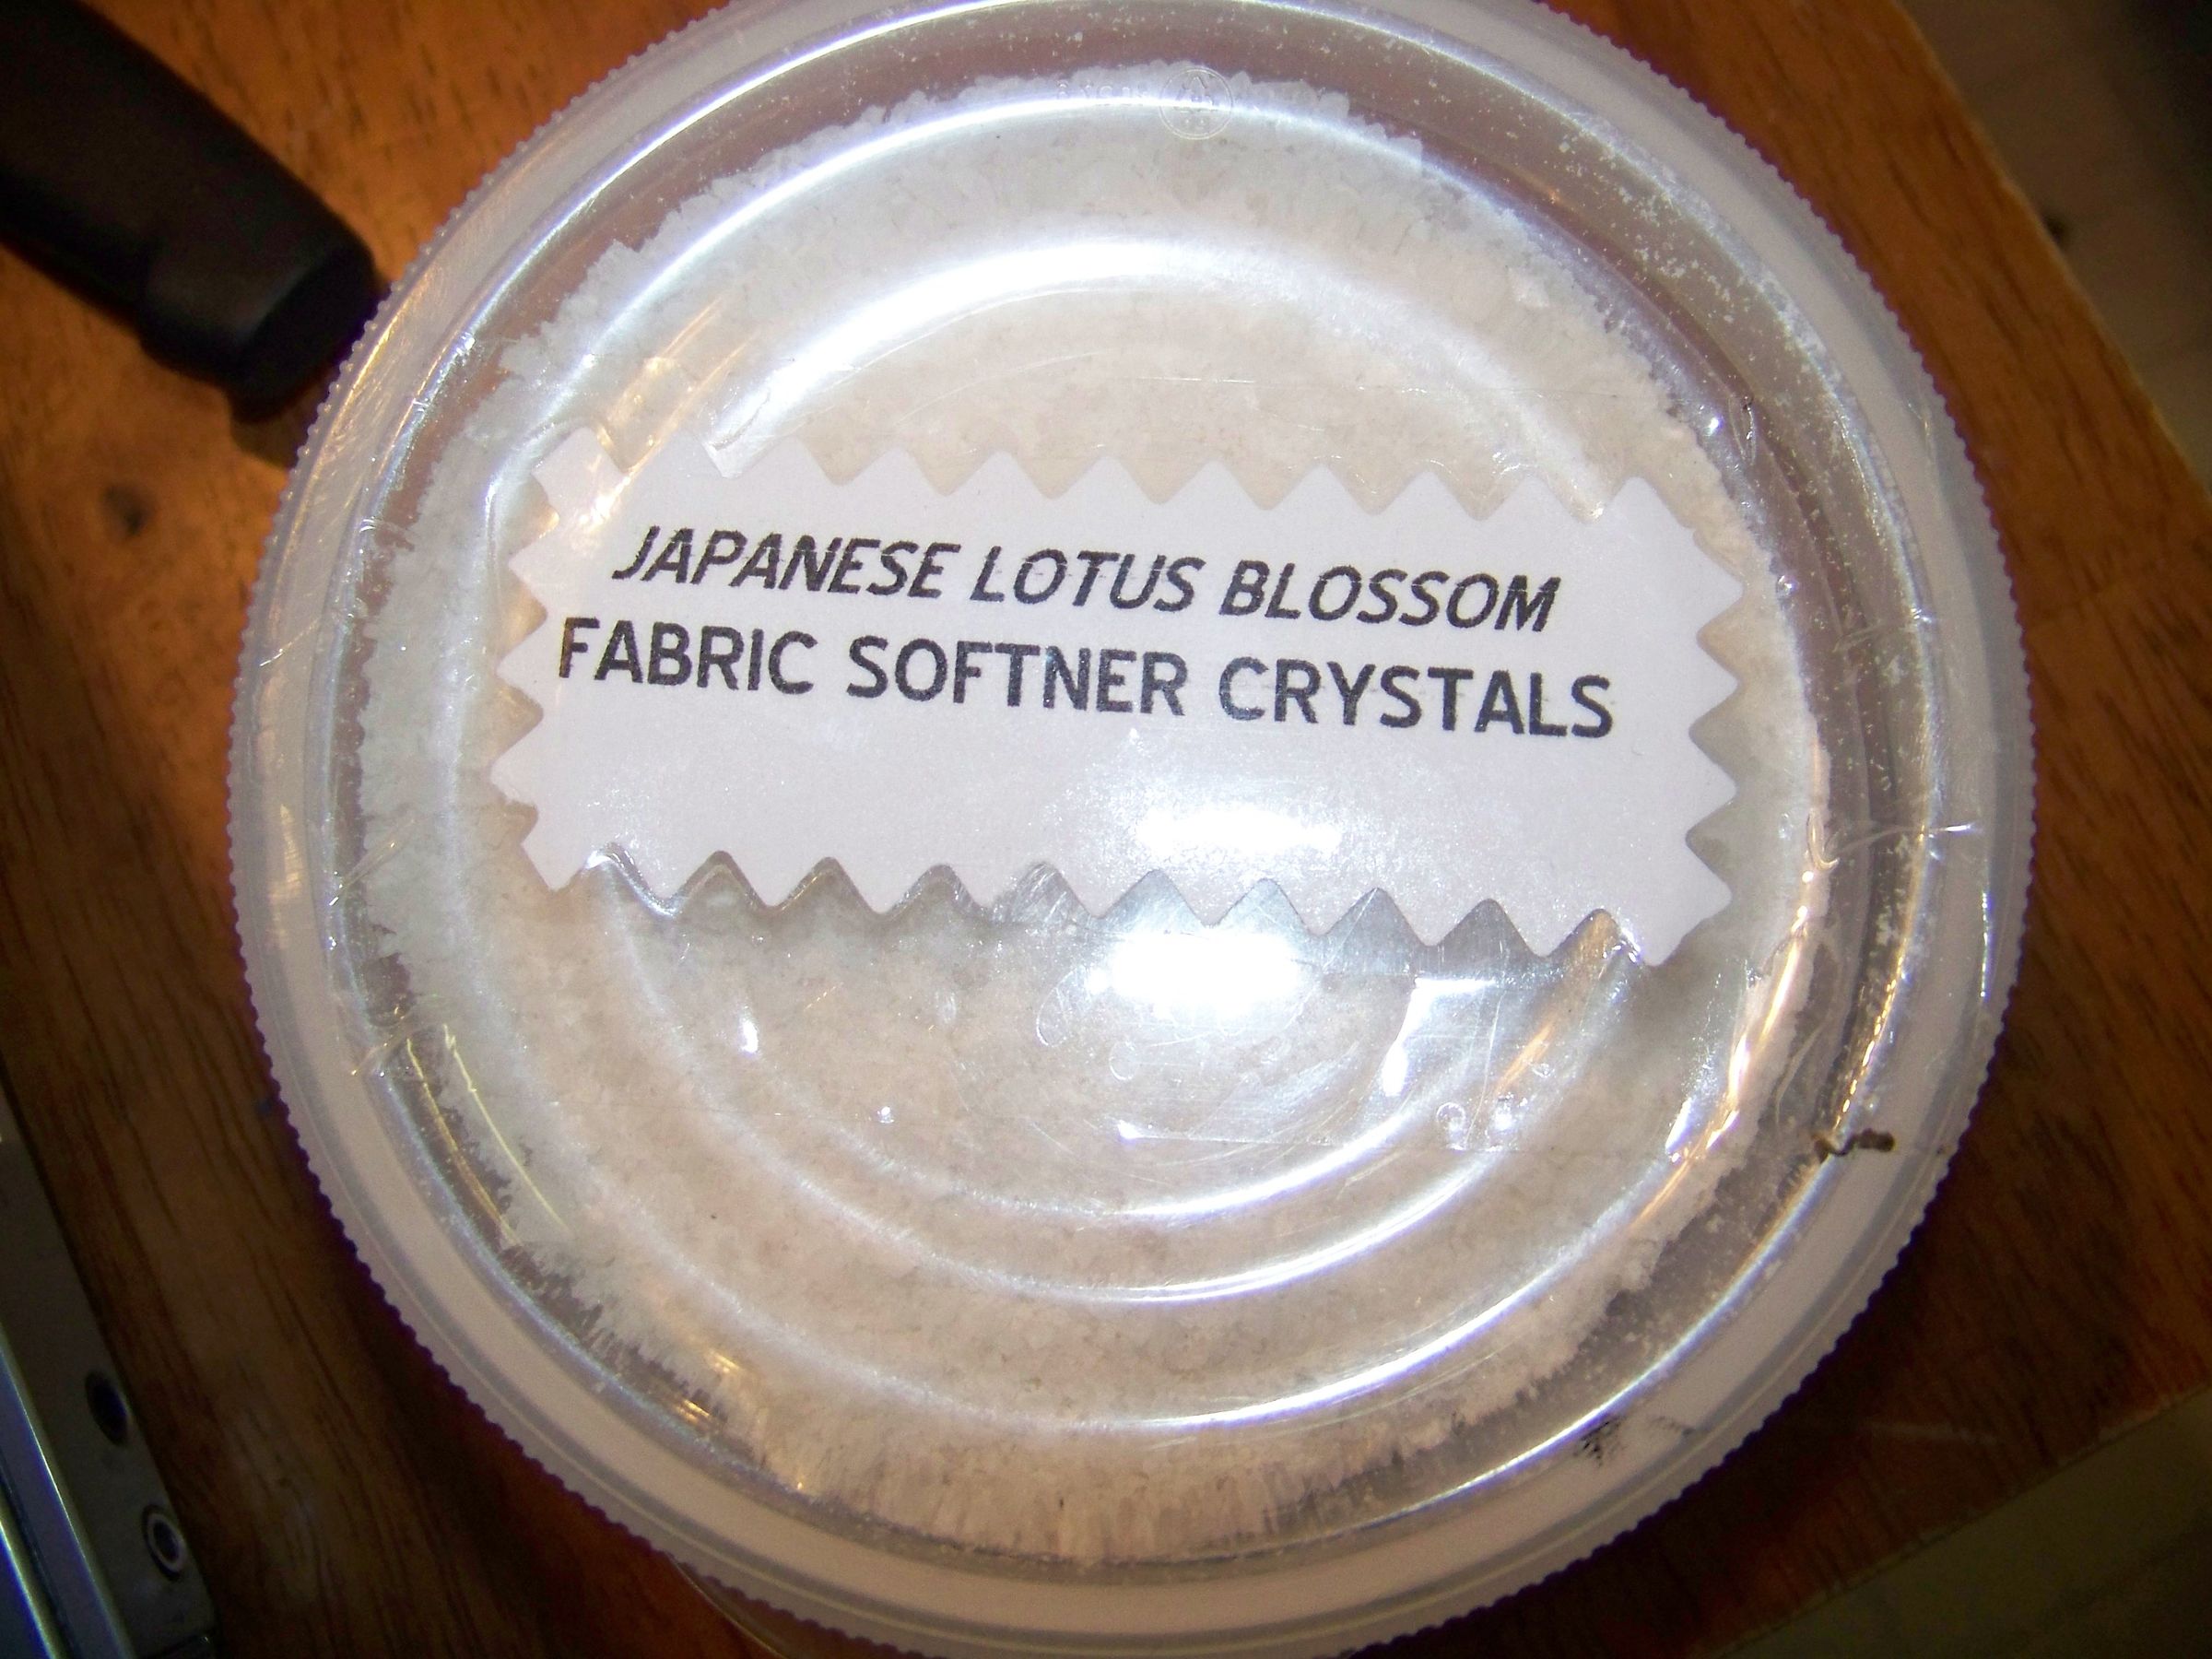 JAPANESE LOTUS BLOSSOM
FABRIC SOFTNER CRYSTALS